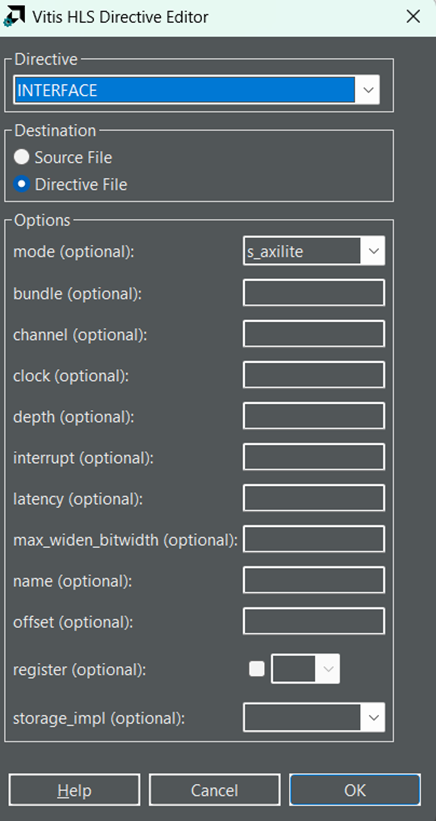 Vitis HLS Directive Editor
Directive
INTERFACE
Destination
Source File
Directive File
Options
mode (optional): s_axilite
bundle (optional):
channel (optional):
clock (optional):
depth (optional):
interrupt (optional):
latency (optional):
max_widen_bitwidth (optional):
name (optional):
offset (optional):
register (optional):
storage_impl (optional):
Help Cancel OK